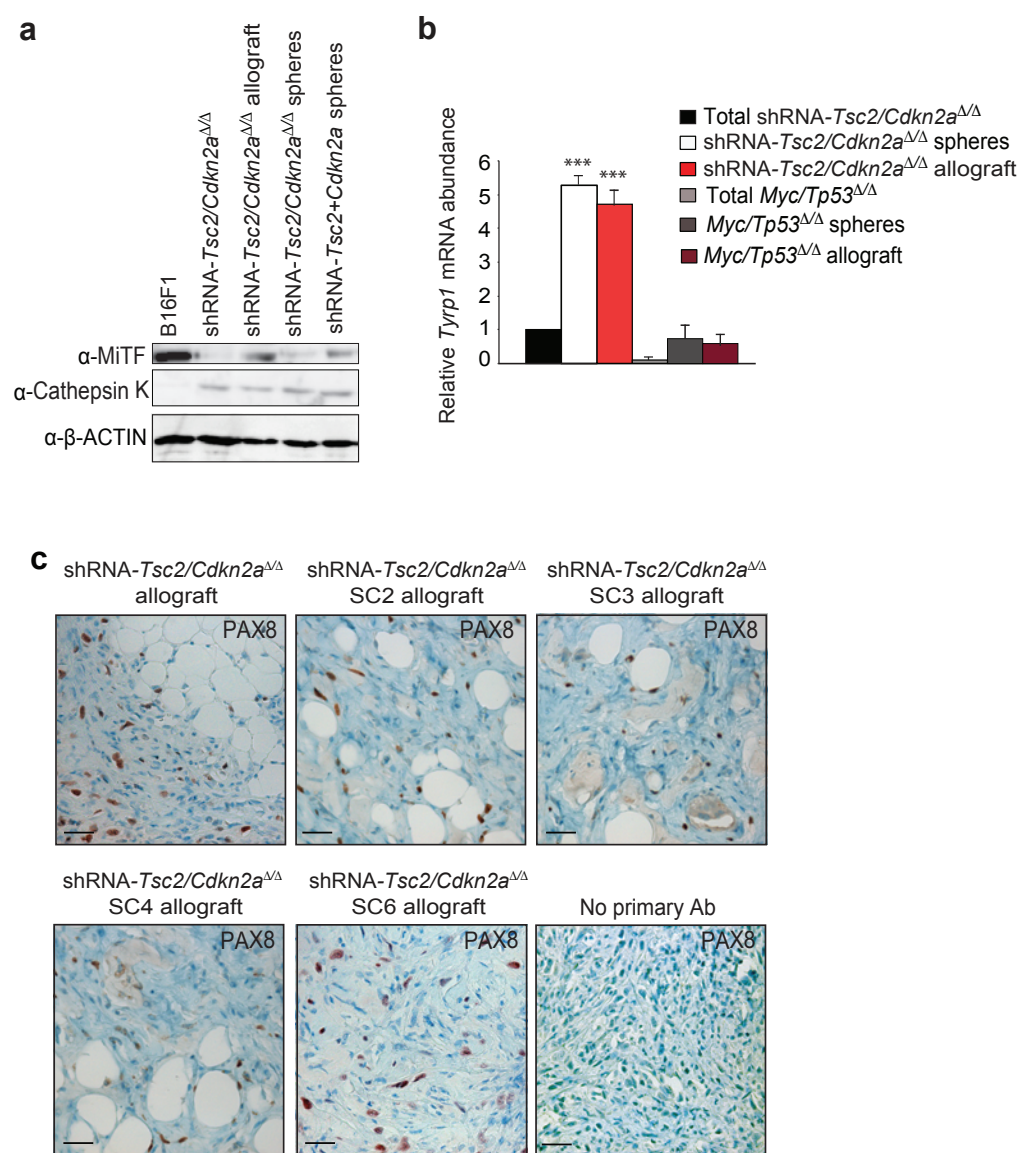 a
B16F1
shRNA-Tsc2/Cdkn2aΔ/Δ
shRNA-Tsc2/Cdkn2aΔ/Δ allograft
shRNA-Tsc2/Cdkn2aΔ/Δ spheres
shRNA-Tsc2+Cdkn2a spheres
α-MiTF
α-Cathepsin K
α-β-ACTIN
b
Relative Tyrp1 mRNA abundance
6
5
4
3
2
1
0
***
***
Total shRNA-Tsc2/Cdkn2aΔ/Δ
shRNA-Tsc2/Cdkn2aΔ/Δ spheres
shRNA-Tsc2/Cdkn2aΔ/Δ allograft
Total Myc/Tp53Δ/Δ
Myc/Tp53Δ/Δ spheres
Myc/Tp53Δ/Δ allograft
c
shRNA-Tsc2/Cdkn2aΔ/Δ
allograft
PAX8
shRNA-Tsc2/Cdkn2aΔ/Δ
SC2 allograft
PAX8
shRNA-Tsc2/Cdkn2aΔ/Δ
SC3 allograft
PAX8
shRNA-Tsc2/Cdkn2aΔ/Δ
SC4 allograft
PAX8
shRNA-Tsc2/Cdkn2aΔ/Δ
SC6 allograft
PAX8
No primary Ab
PAX8